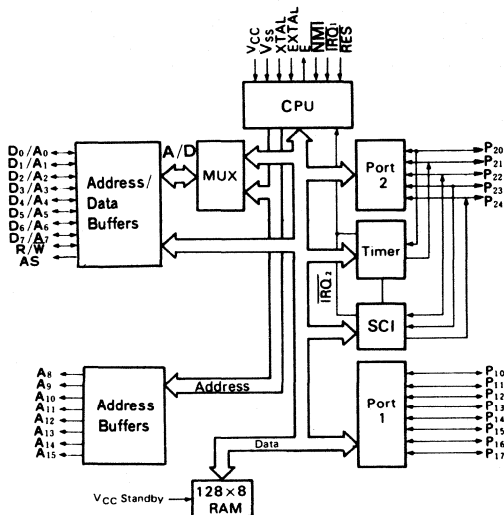 VCC
VSS
XTAL
EXTAL
E
NMI
IRQ1
RES
CPU
D0/A0
D1/A1
D2/A2
D3/A3
D4/A4
D5/A5
D6/A6
D7/A7
R/W
AS
Address/
Data
Buffers
A/D
MUX
Port
2
P20
P21
P22
P23
P24
Timer
IRQ2
SCI
A8
A9
A10
A11
A12
A13
A14
A15
Address
Buffers
Address
Data
Port
1
P10
P11
P12
P13
P14
P15
P16
P17
VCC Standby
128×8
RAM